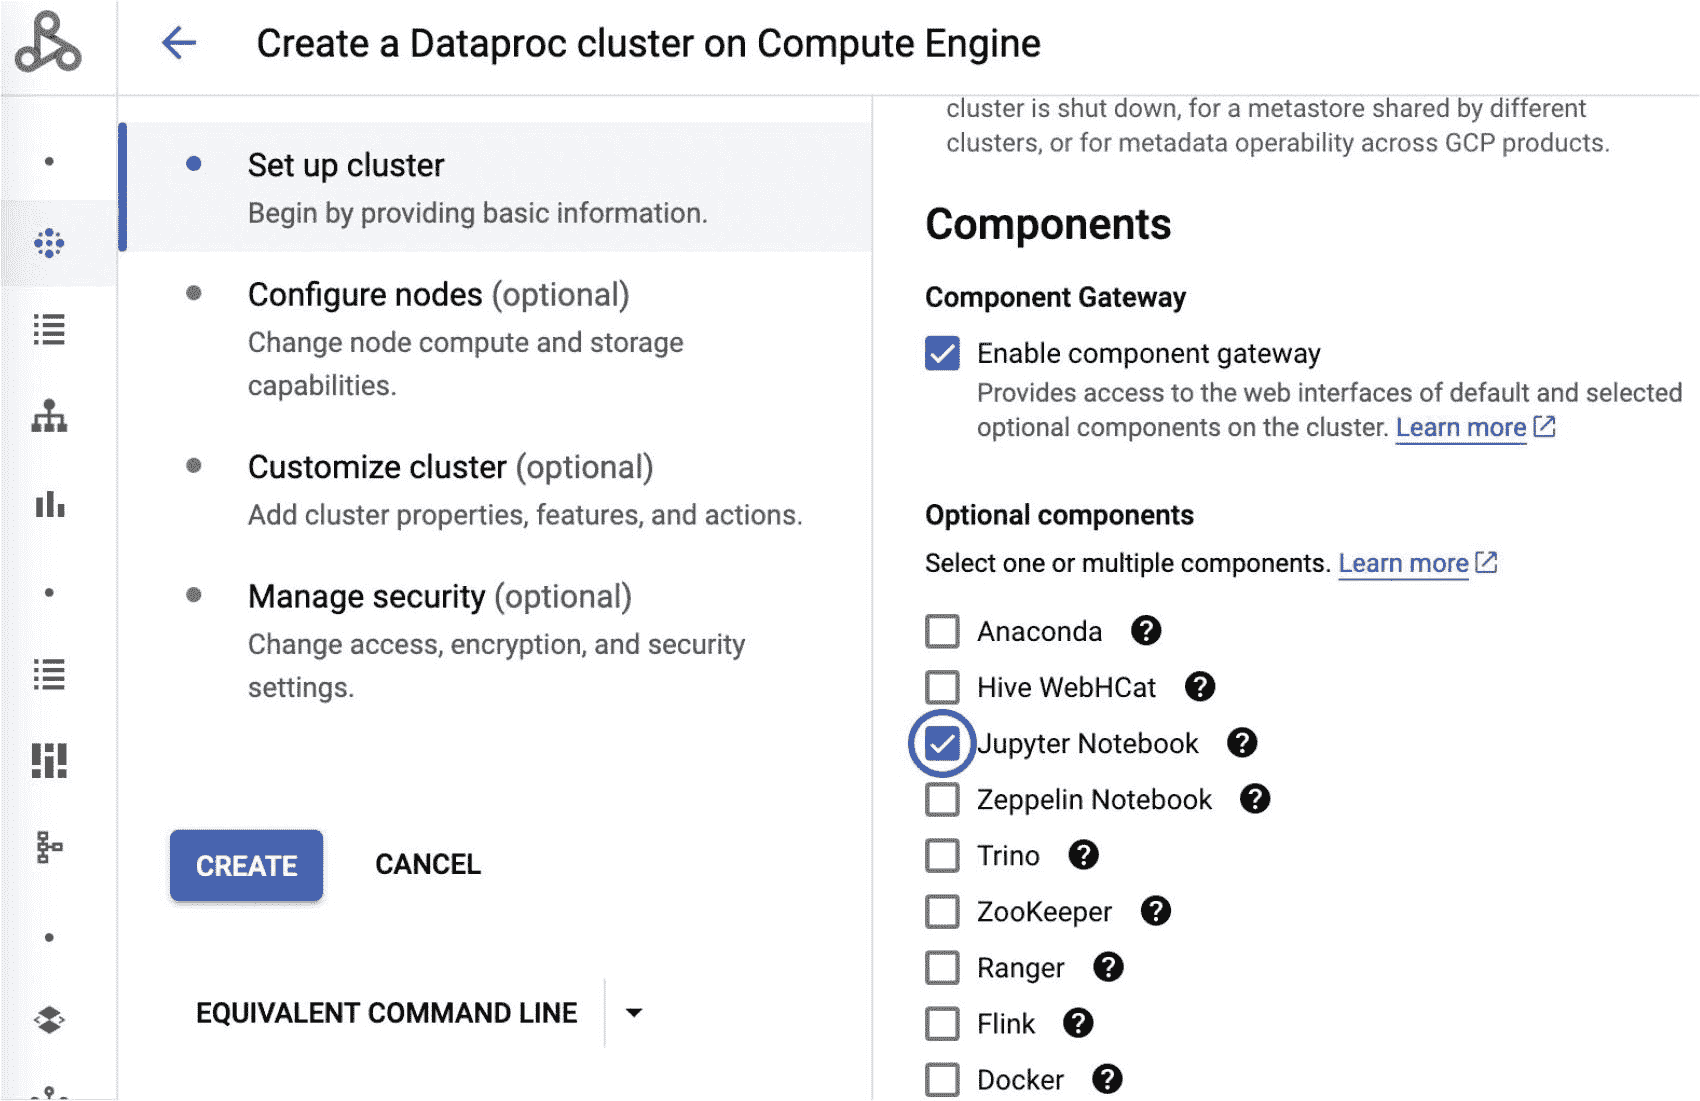 Create a Dataproc cluster on Compute Engine
Set up cluster
Begin by providing basic information.
Configure nodes (optional)
Change node compute and storage
capabilities.
Customize cluster (optional)
Add cluster properties, features, and actions.
Manage security (optional)
Change access, encryption, and security
settings.
CREATE
CANCEL
EQUIVALENT COMMAND LINE
cluster is shut down, for a metastore shared by different
clusters, or for metadata operability across GCP products.
Components
Component Gateway
Enable component gateway
Provides access to the web interfaces of default and selected
optional components on the cluster. Learn more
Optional components
Select one or multiple components. Learn more
Anaconda
Hive WebHCat
Jupyter Notebook
Zeppelin Notebook
Trino
ZooKeeper
Ranger
Flink
Docker